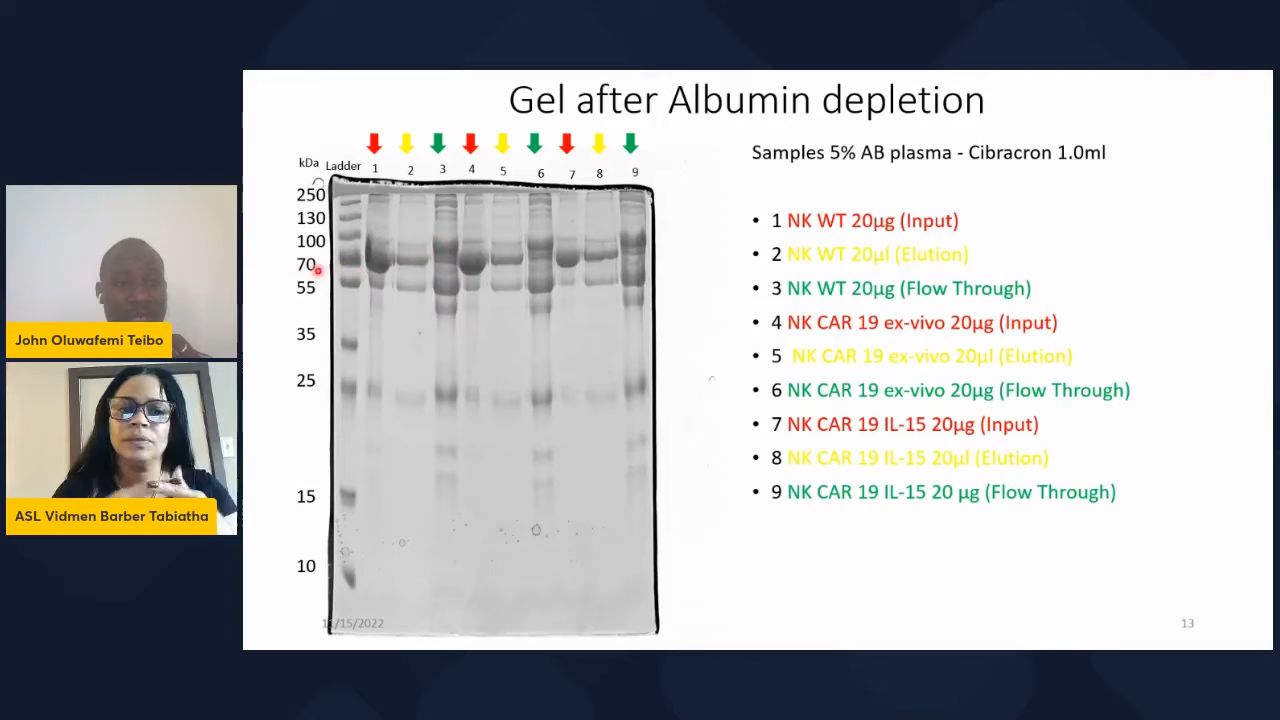 Gel after Albumin depletion
kDa Ladder 1 2 3 4 5 6 7 8 9
250
130
100
70
55
35
25
15
10
Samples 5% AB plasma - Cibracron 1.0ml
• 1 NK WT 20µg (Input)
• 2 NK WT 20µl (Elution)
• 3 NK WT 20µg (Flow Through)
• 4 NK CAR 19 ex-vivo 20µg (Input)
• 5 NK CAR 19 ex-vivo 20µl (Elution)
• 6 NK CAR 19 ex-vivo 20µg (Flow Through)
• 7 NK CAR 19 IL-15 20µg (Input)
• 8 NK CAR 19 IL-15 20µl (Elution)
• 9 NK CAR 19 IL-15 20 µg (Flow Through)
John Oluwafemi Teibo
ASL Vidmen Barber Tabiatha
11/15/2022
13